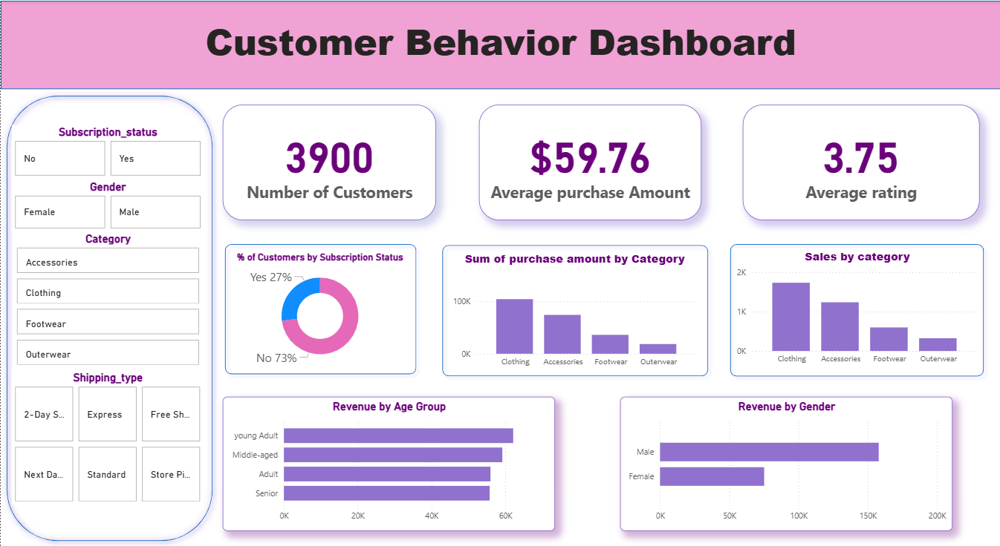 Customer Behavior Dashboard
Subscription_status
No
Yes
Gender
Female
Male
Category
Accessories
Clothing
Footwear
Outerwear
Shipping_type
2-Day S...
Express
Free Sh...
Next Da...
Standard
Store Pi...
3900
Number of Customers
$59.76
Average purchase Amount
3.75
Average rating
% of Customers by Subscription Status
Yes 27%
No 73%
Sum of purchase amount by Category
100K
0K
Clothing
Accessories
Footwear
Outerwear
Sales by category
2K
1K
0K
Clothing
Accessories
Footwear
Outerwear
Revenue by Age Group
young Adult
Middle-aged
Adult
Senior
0K
20K
40K
60K
Revenue by Gender
Male
Female
0K
50K
100K
150K
200K